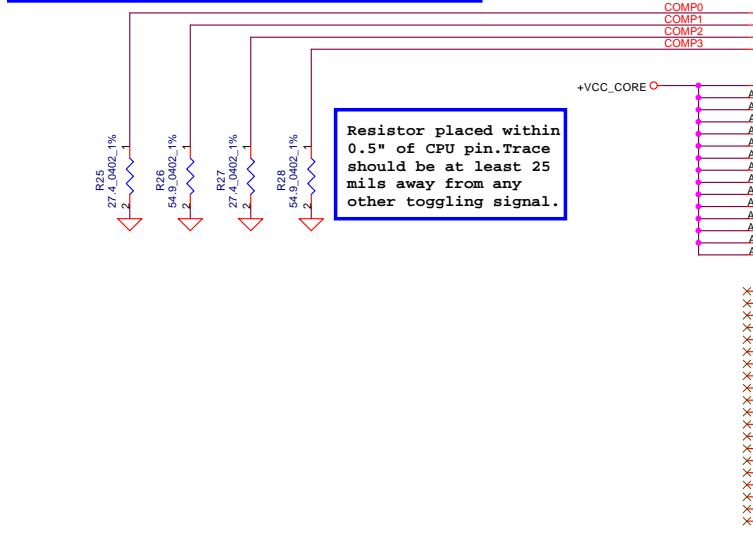 COMP0
COMP1
COMP2
COMP3
+VCC_CORE
Resistor placed within
0.5" of CPU pin.Trace
should be at least 25
mils away from any
other toggling signal.
R25
27.4_0402_1%
1
2
R26
54.9_0402_1%
1
2
R27
27.4_0402_1%
1
2
R28
54.9_0402_1%
1
2